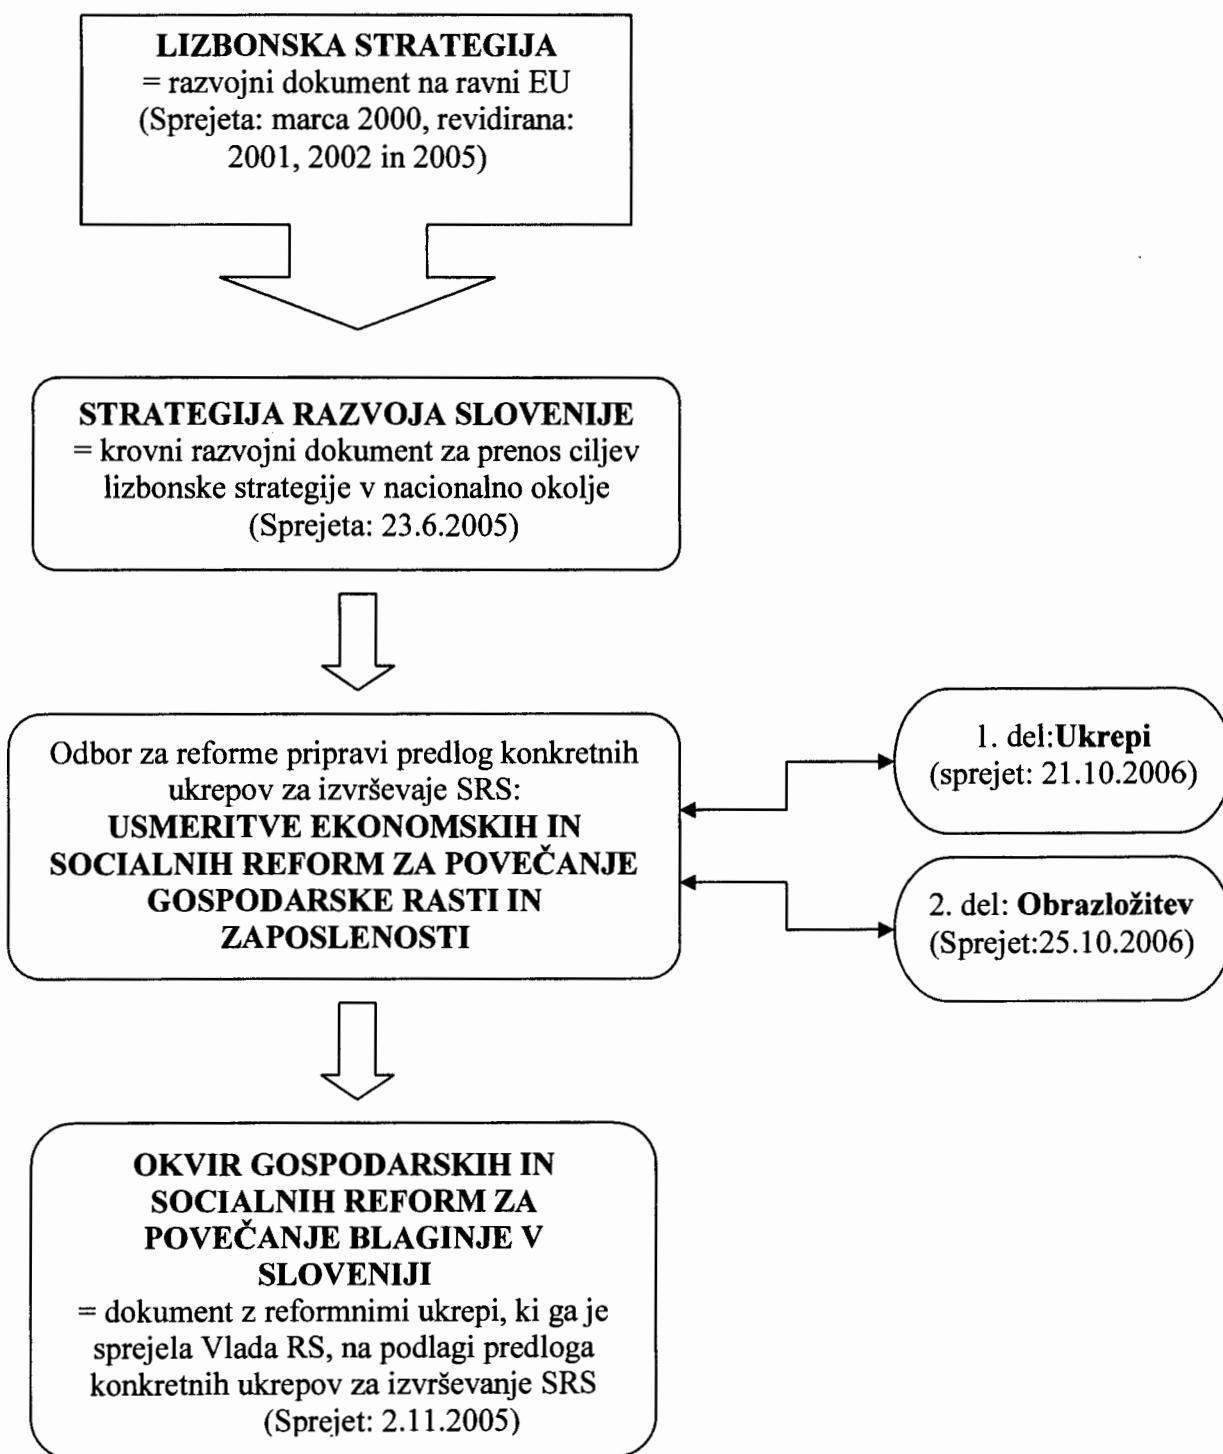 LIZBONSKA STRATEGIJA
= razvojni dokument na ravni EU
(Sprejeta: marca 2000, revidirana:
2001, 2002 in 2005)
STRATEGIJA RAZVOJA SLOVENIJE
= krovni razvojni dokument za prenos ciljev
lizbonske strategije v nacionalno okolje
(Sprejeta: 23.6.2005)
Odbor za reforme pripravi predlog konkretnih
ukrepov za izvrševaje SRS:
USMERITVE EKONOMSKIH IN
SOCIALNIH REFORM ZA POVEČANJE
GOSPODARSKE RASTI IN
ZAPOSLENOSTI
1. del:Ukrepi
(sprejet: 21.10.2006)
2. del: Obrazložitev
(Sprejet:25.10.2006)
OKVIR GOSPODARSKIH IN
SOCIALNIH REFORM ZA
POVEČANJE BLAGINJE V
SLOVENIJI
= dokument z reformnimi ukrepi, ki ga je
sprejela Vlada RS, na podlagi predloga
konkretnih ukrepov za izvrševanje SRS
(Sprejet: 2.11.2005)